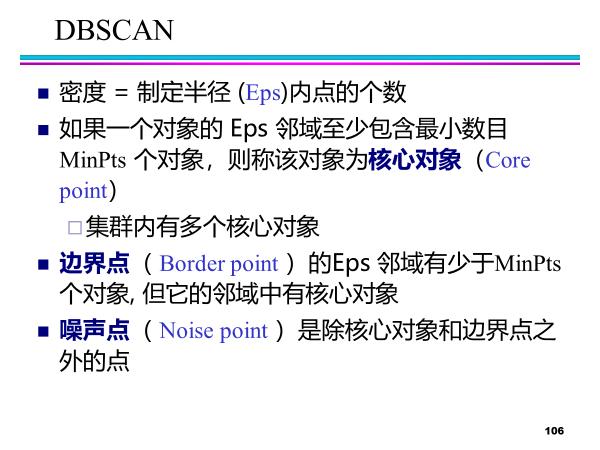 DBSCAN
密度 = 制定半径 (Eps)内点的个数
如果一个对象的 Eps 邻域至少包含最小数目
MinPts 个对象，则称该对象为核心对象（Core
point）
集群内有多个核心对象
边界点（ Border point ）的Eps 邻域有少于MinPts
个对象, 但它的邻域中有核心对象
噪声点（ Noise point ）是除核心对象和边界点之
外的点
106